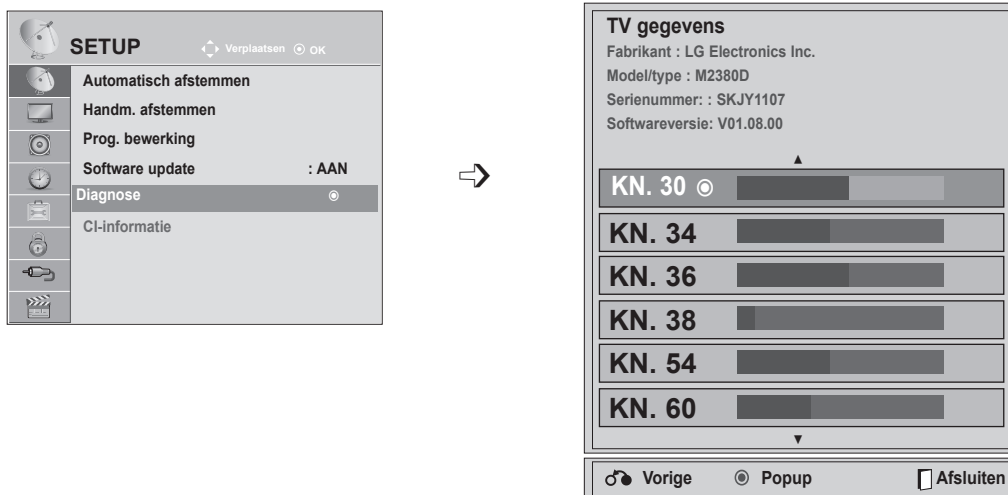 SETUP
Verplaatsen OK
Automatisch afstemmen
Handm. afstemmen
Prog. bewerking
Software update : AAN
Diagnose
CI-informatie
TV gegevens
Fabrikant : LG Electronics Inc.
Model/type : M2380D
Serienummer: : SKJY1107
Softwareversie: V01.08.00
KN. 30
KN. 34
KN. 36
KN. 38
KN. 54
KN. 60
Vorige Popup Afsluiten